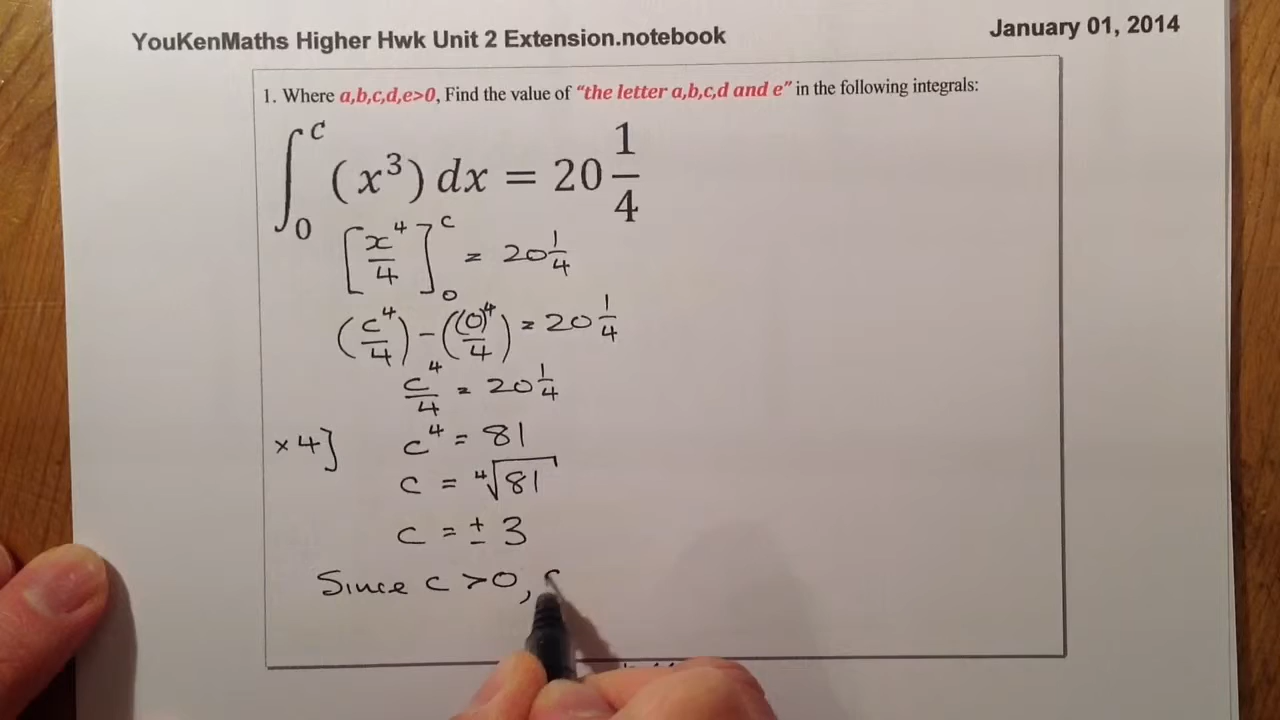 YouKenMaths Higher Hwk Unit 2 Extension.notebook
January 01, 2014
1. Where a,b,c,d,e>0, Find the value of “the letter a,b,c,d and e” in the following integrals:
∫₀ᶜ (x³) dx = 20 1/4
[x⁴/4]₀ᶜ = 20 1/4
(c⁴/4) - ((0)⁴/4) = 20 1/4
c⁴/4 = 20 1/4
×4] c⁴ = 81
c = ⁴√81
c = ± 3
Since c >0, c